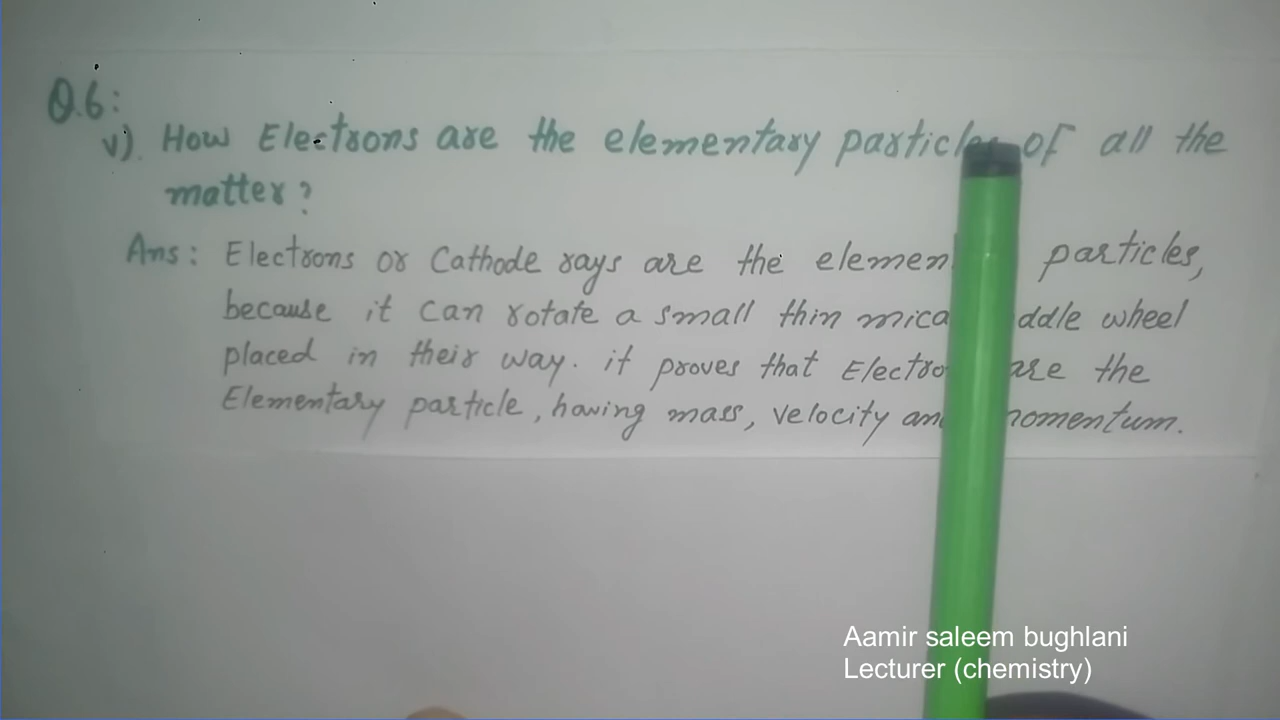 Q.6:
v). How Electrons are the elementary particles of all the
matter?
Ans: Electrons or Cathode rays are the elemen particles,
because it can rotate a small thin mica ddle wheel
placed in their way. it proves that Electro are the
Elementary particle, having mass, velocity an momentum.
Aamir saleem bughlani
Lecturer (chemistry)